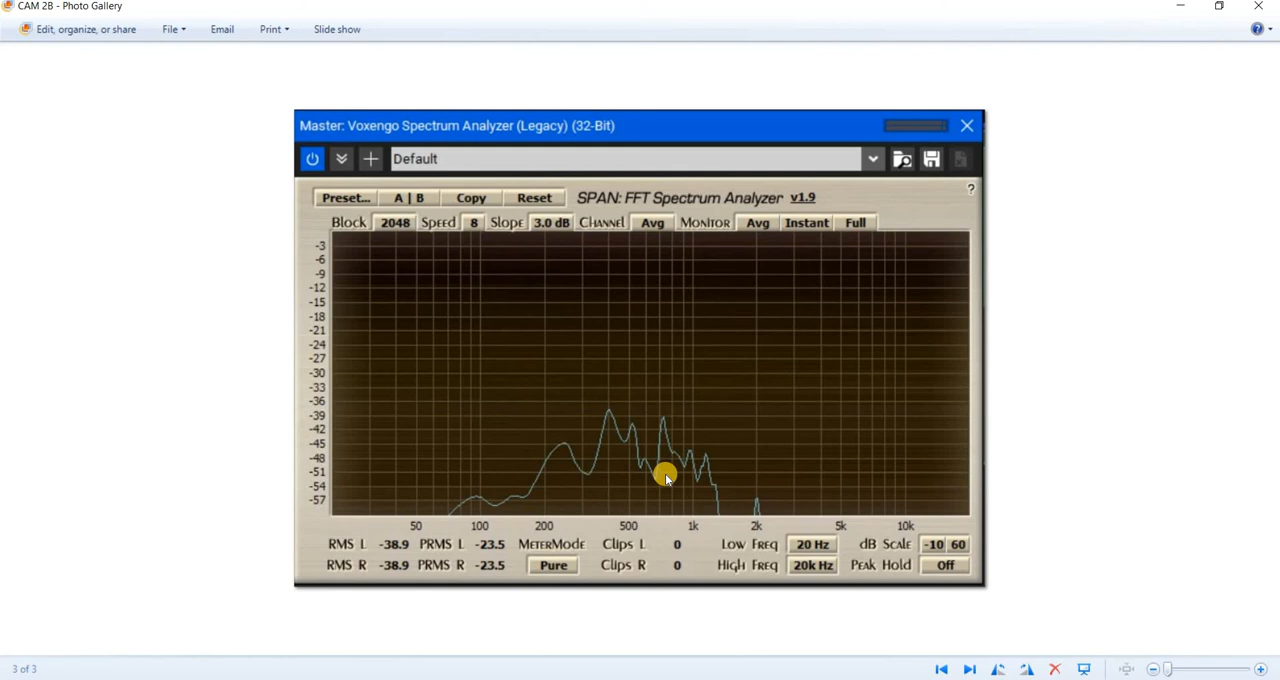 CAM 2B - Photo Gallery
Edit, organize, or share File Email Print Slide show ?
Master: Voxengo Spectrum Analyzer (Legacy) (32-Bit)
Default
Preset... A | B Copy Reset SPAN: FFT Spectrum Analyzer v1.9 ?
Block 2048 Speed 8 Slope 3.0 dB Channel Avg Monitor Avg Instant Full
-3
-6
-9
-12
-15
-18
-21
-24
-27
-30
-33
-36
-39
-42
-45
-48
-51
-54
-57
50 100 200 500 1k 2k 5k 10k
RMS L -38.9 PRMS L -23.5 MeterMode Clips L 0 Low Freq 20 Hz dB Scale -10 60
RMS R -38.9 PRMS R -23.5 Pure Clips R 0 High Freq 20k Hz Peak Hold Off
3 of 3